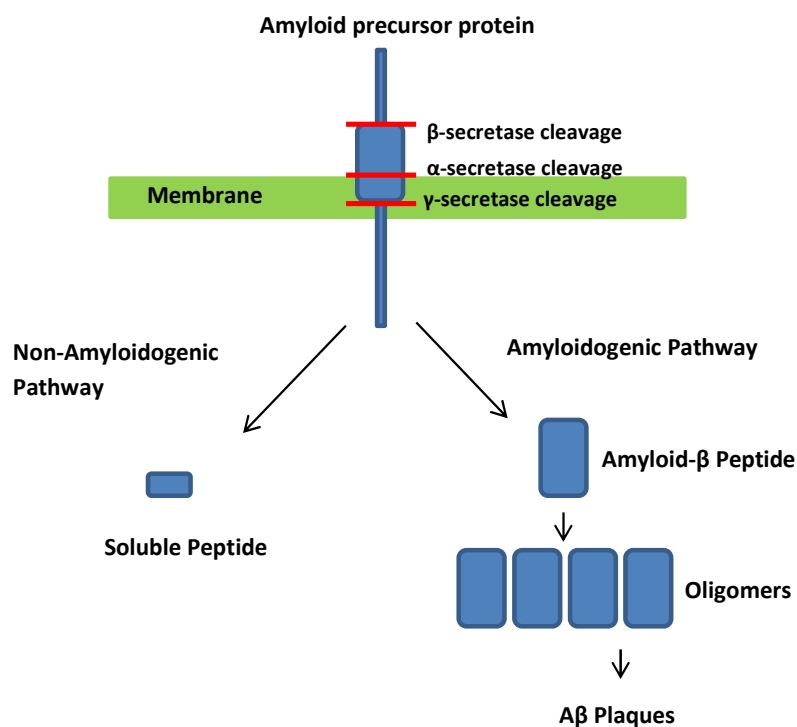 Amyloid precursor protein
β-secretase cleavage
α-secretase cleavage
Membrane
γ-secretase cleavage
Non-Amyloidogenic
Pathway
Amyloidogenic Pathway
Amyloid-β Peptide
Soluble Peptide
Oligomers
Aβ Plaques